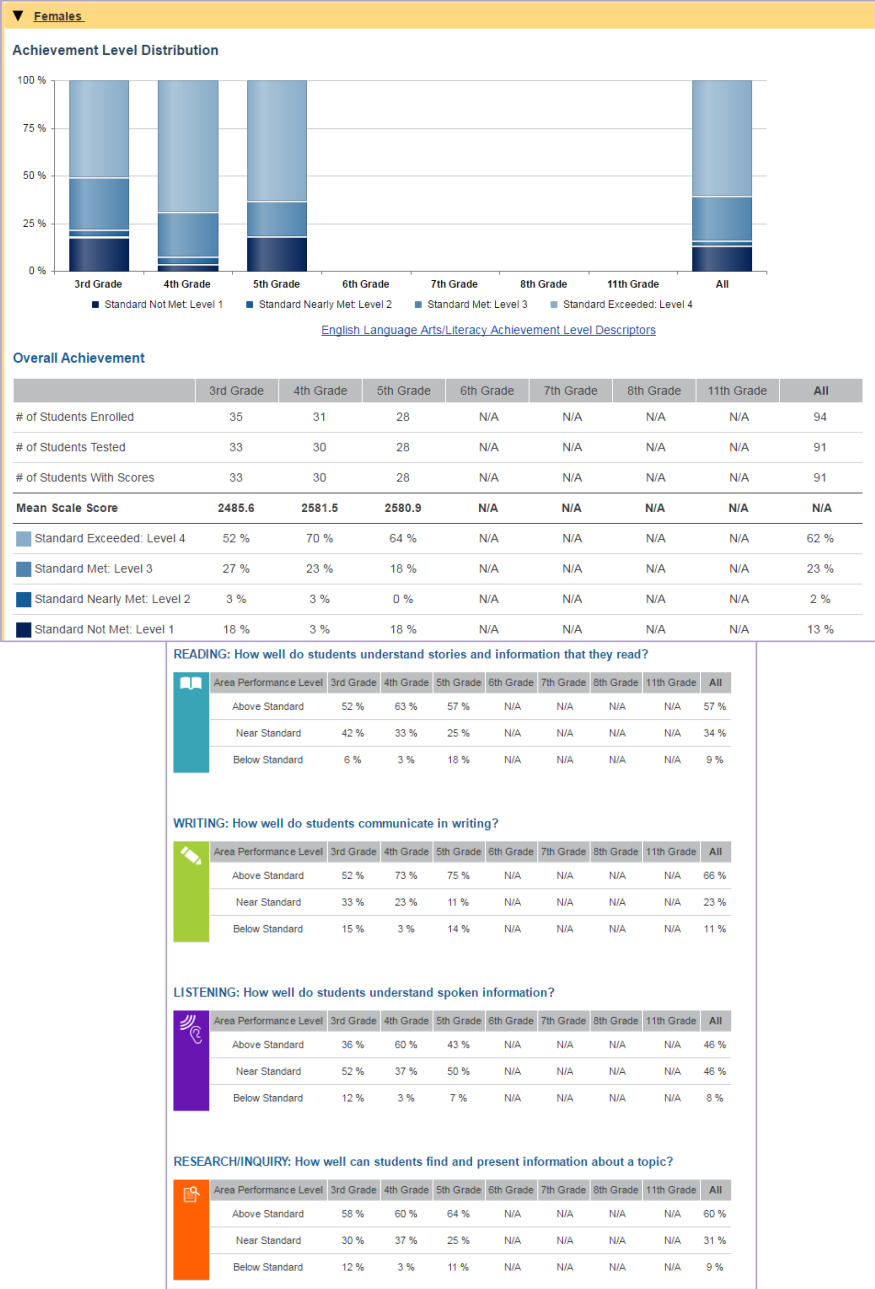 ▼ Females
Achievement Level Distribution
100 %
75 %
50 %
25 %
0 %
3rd Grade 4th Grade 5th Grade 6th Grade 7th Grade 8th Grade 11th Grade All
Standard Not Met: Level 1 Standard Nearly Met: Level 2 Standard Met: Level 3 Standard Exceeded: Level 4
English Language Arts/Literacy Achievement Level Descriptors
Overall Achievement
3rd Grade 4th Grade 5th Grade 6th Grade 7th Grade 8th Grade 11th Grade All
# of Students Enrolled 35 31 28 N/A N/A N/A N/A 94
# of Students Tested 33 30 28 N/A N/A N/A N/A 91
# of Students With Scores 33 30 28 N/A N/A N/A N/A 91
Mean Scale Score 2485.6 2581.5 2580.9 N/A N/A N/A N/A N/A
Standard Exceeded: Level 4 52 % 70 % 64 % N/A N/A N/A N/A 62 %
Standard Met: Level 3 27 % 23 % 18 % N/A N/A N/A N/A 23 %
Standard Nearly Met: Level 2 3 % 3 % 0 % N/A N/A N/A N/A 2 %
Standard Not Met: Level 1 18 % 3 % 18 % N/A N/A N/A N/A 13 %
READING: How well do students understand stories and information that they read?
Area Performance Level 3rd Grade 4th Grade 5th Grade 6th Grade 7th Grade 8th Grade 11th Grade All
Above Standard 52 % 63 % 57 % N/A N/A N/A N/A 57 %
Near Standard 42 % 33 % 25 % N/A N/A N/A N/A 34 %
Below Standard 6 % 3 % 18 % N/A N/A N/A N/A 9 %
WRITING: How well do students communicate in writing?
Area Performance Level 3rd Grade 4th Grade 5th Grade 6th Grade 7th Grade 8th Grade 11th Grade All
Above Standard 52 % 73 % 75 % N/A N/A N/A N/A 66 %
Near Standard 33 % 23 % 11 % N/A N/A N/A N/A 23 %
Below Standard 15 % 3 % 14 % N/A N/A N/A N/A 11 %
LISTENING: How well do students understand spoken information?
Area Performance Level 3rd Grade 4th Grade 5th Grade 6th Grade 7th Grade 8th Grade 11th Grade All
Above Standard 36 % 60 % 43 % N/A N/A N/A N/A 46 %
Near Standard 52 % 37 % 50 % N/A N/A N/A N/A 46 %
Below Standard 12 % 3 % 7 % N/A N/A N/A N/A 8 %
RESEARCH/INQUIRY: How well can students find and present information about a topic?
Area Performance Level 3rd Grade 4th Grade 5th Grade 6th Grade 7th Grade 8th Grade 11th Grade All
Above Standard 58 % 60 % 64 % N/A N/A N/A N/A 60 %
Near Standard 30 % 37 % 25 % N/A N/A N/A N/A 31 %
Below Standard 12 % 3 % 11 % N/A N/A N/A N/A 9 %